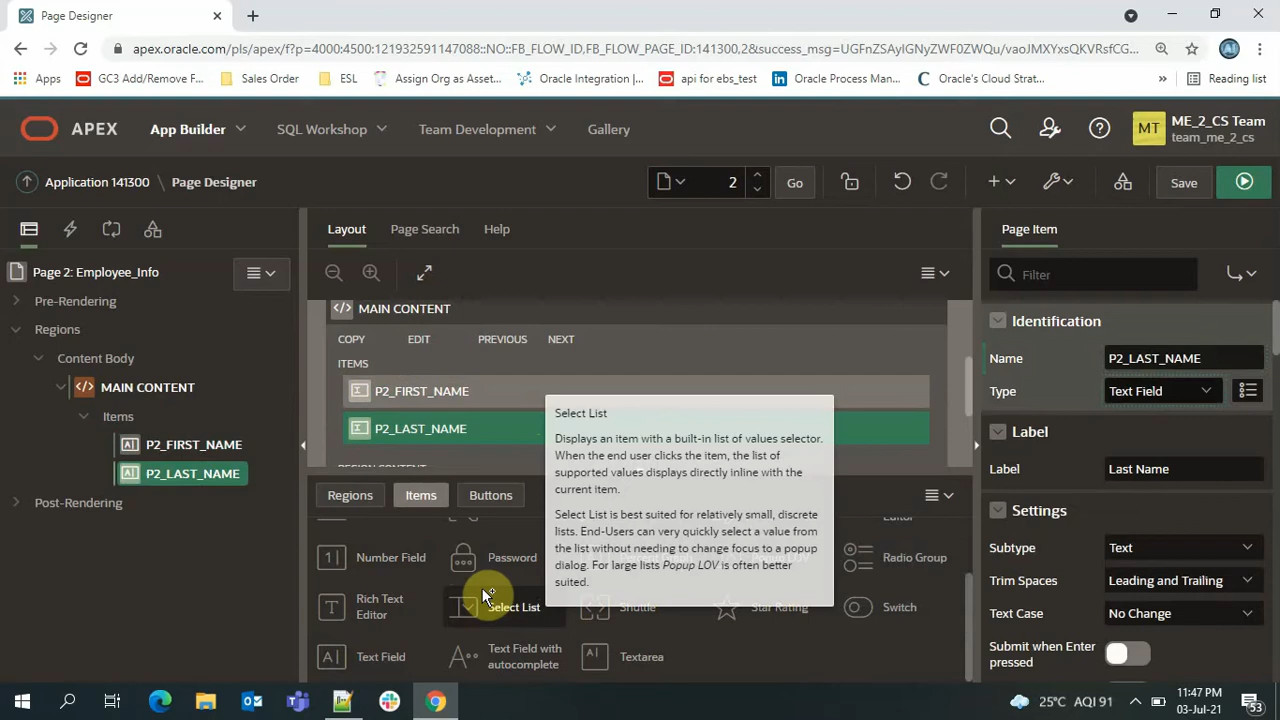 Page Designer
apex.oracle.com/pls/apex/f?p=4000:4500:121932591147088::NO::FB_FLOW_ID,FB_FLOW_PAGE_ID:141300,2&success_msg=UGFnZSAyIGNyZWF0ZWQu/vaoJMXYxsQKVRsfCG...
Apps
GC3 Add/Remove F...
Sales Order
ESL
Assign Org as Asset...
Oracle Integration |...
api for ebs_test
Oracle Process Man...
Oracle's Cloud Strat...
»
Reading list
APEX
App Builder
SQL Workshop
Team Development
Gallery
MT
ME_2_CS Team
team_me_2_cs
Application 141300 \ Page Designer
2
Go
Save
Layout
Page Search
Help
Page Item
Page 2: Employee_Info
Filter
Pre-Rendering
Regions
Content Body
MAIN CONTENT
Items
P2_FIRST_NAME
P2_LAST_NAME
Post-Rendering
MAIN CONTENT
COPY
EDIT
PREVIOUS
NEXT
ITEMS
P2_FIRST_NAME
P2_LAST_NAME
Select List
Displays an item with a built-in list of values selector.
When the end user clicks the item, the list of
supported values displays directly inline with the
current item.
Select List is best suited for relatively small, discrete
lists. End-Users can very quickly select a value from
the list without needing to change focus to a popup
dialog. For large lists Popup LOV is often better
suited.
Regions
Items
Buttons
Editor
Number Field
Password
Radio Group
Rich Text
Editor
Select List
Shuttle
Star Rating
Switch
Text Field
Text Field with
autocomplete
Textarea
Identification
Name
P2_LAST_NAME
Type
Text Field
Label
Label
Last Name
Settings
Subtype
Text
Trim Spaces
Leading and Trailing
Text Case
No Change
Submit when Enter
pressed
25°C AQI 91
11:47 PM
03-Jul-21
53